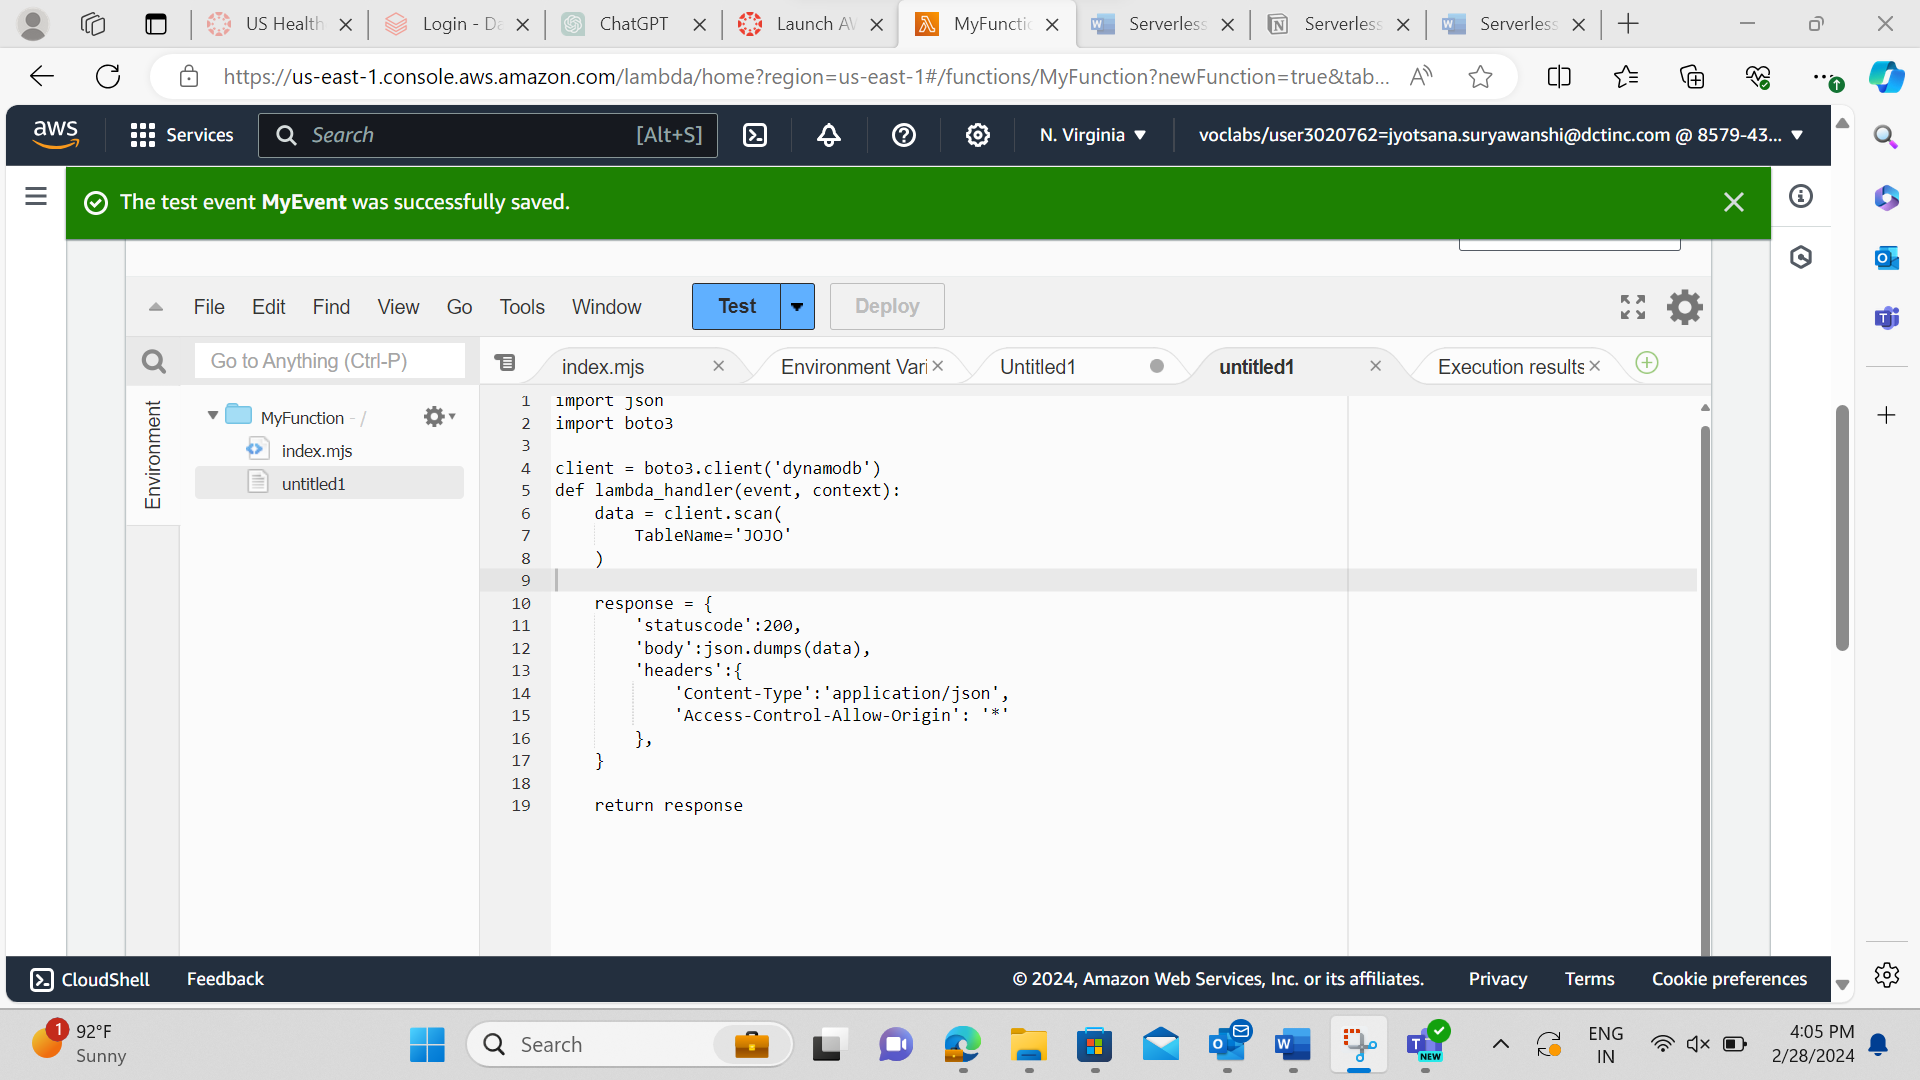 US Health
Login - Da
ChatGPT
Launch AV
MyFunctio
Serverless
Serverless
Serverless
https://us-east-1.console.aws.amazon.com/lambda/home?region=us-east-1#/functions/MyFunction?newFunction=true&tab...
aws
Services
Search
[Alt+S]
N. Virginia
voclabs/user3020762=jyotsana.suryawanshi@dctinc.com @ 8579-43...
The test event MyEvent was successfully saved.
File Edit Find View Go Tools Window
Test
Deploy
Go to Anything (Ctrl-P)
index.mjs
Environment Vari
Untitled1
untitled1
Execution results
Environment
MyFunction - /
index.mjs
untitled1
1 import json
2 import boto3
3
4 client = boto3.client('dynamodb')
5 def lambda_handler(event, context):
6 data = client.scan(
7 TableName='JOJO'
8 )
9
10 response = {
11 'statuscode':200,
12 'body':json.dumps(data),
13 'headers':{
14 'Content-Type':'application/json',
15 'Access-Control-Allow-Origin': '*'
16 },
17 }
18
19 return response
CloudShell
Feedback
© 2024, Amazon Web Services, Inc. or its affiliates.
Privacy
Terms
Cookie preferences
1
92°F
Sunny
Search
NEW
ENG
IN
4:05 PM
2/28/2024